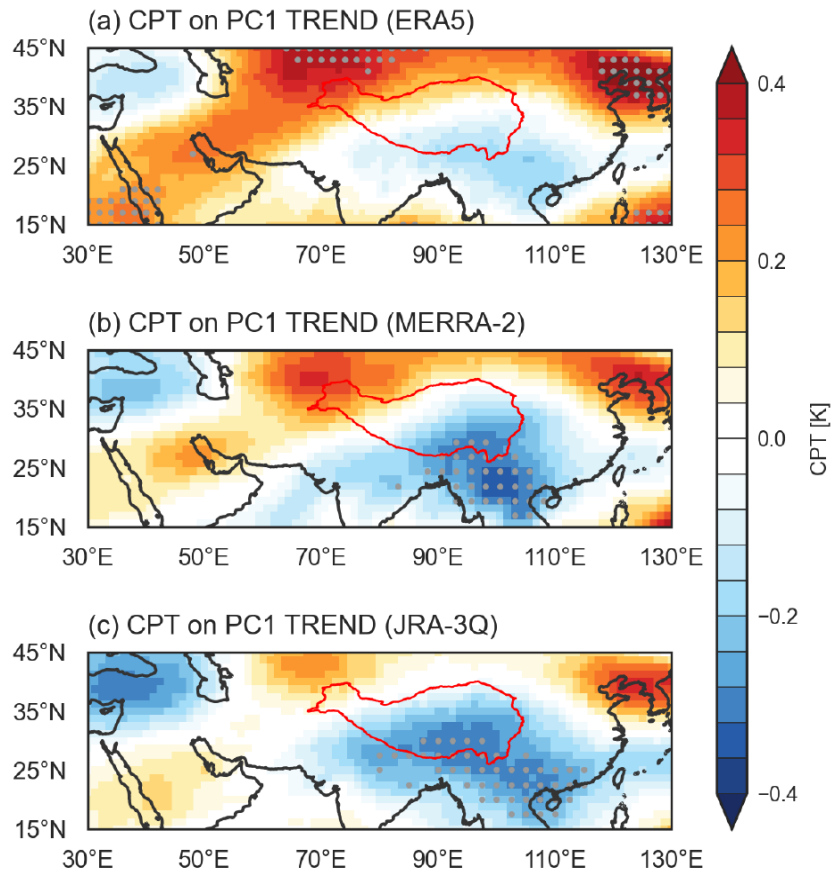 (a) CPT on PC1 TREND (ERA5)
45°N
35°N
25°N
15°N
30°E 50°E 70°E 90°E 110°E 130°E
(b) CPT on PC1 TREND (MERRA-2)
45°N
35°N
25°N
15°N
30°E 50°E 70°E 90°E 110°E 130°E
(c) CPT on PC1 TREND (JRA-3Q)
45°N
35°N
25°N
15°N
30°E 50°E 70°E 90°E 110°E 130°E
0.4
0.2
0.0
−0.2
−0.4
CPT [K]